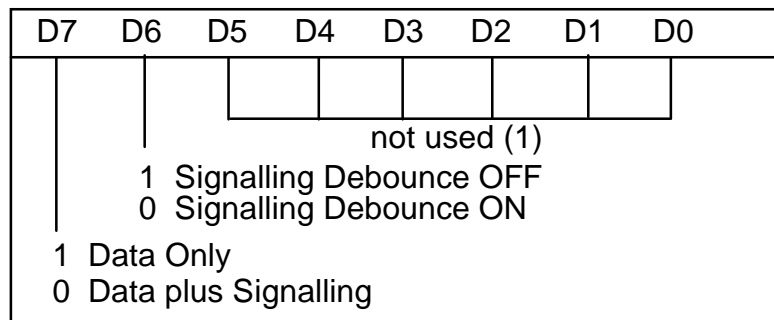 D7 D6 D5 D4 D3 D2 D1 D0
not used (1)
1 Signalling Debounce OFF
0 Signalling Debounce ON
1 Data Only
0 Data plus Signalling